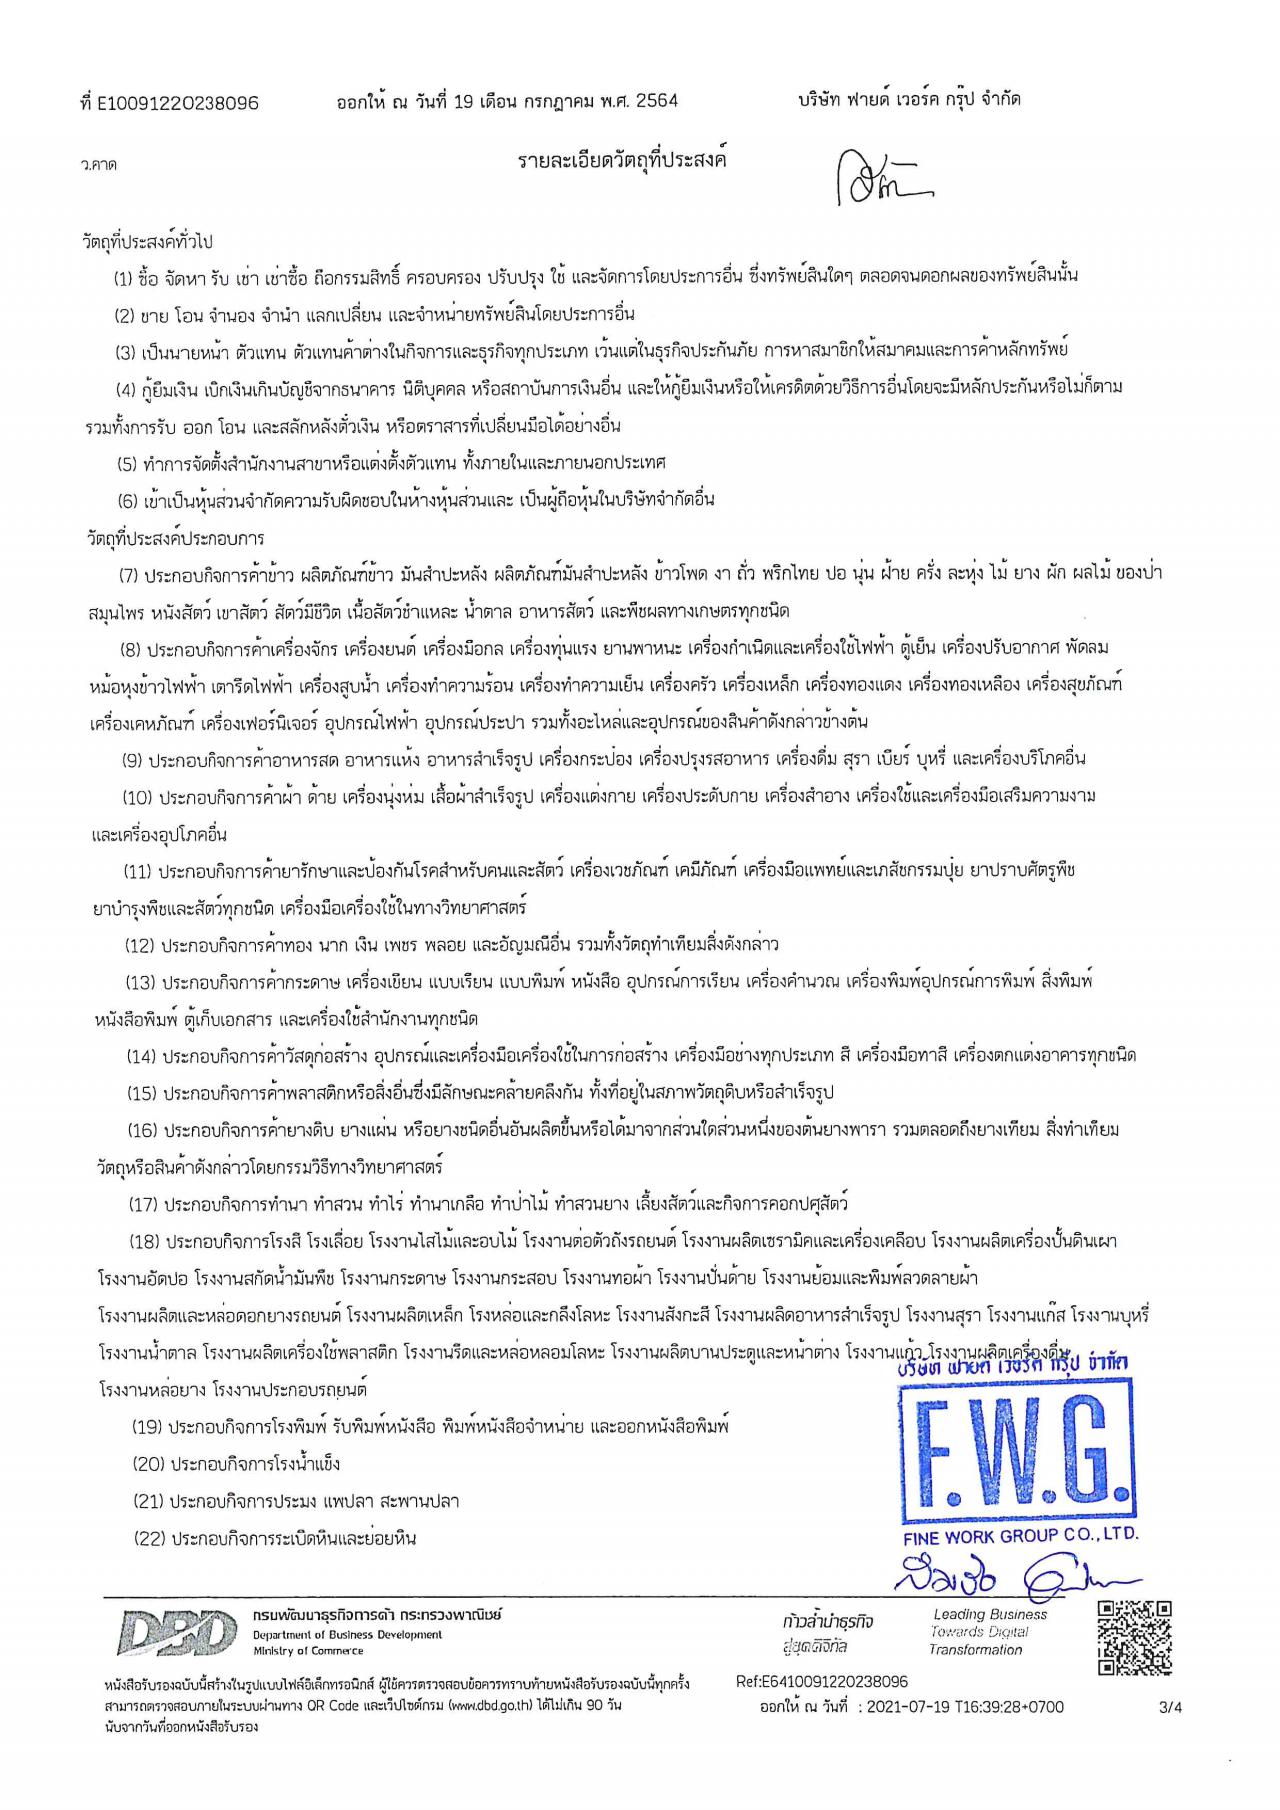 ที่ E10091220238096 ออกให้ ณ วันที่ 19 เดือน กรกฎาคม พ.ศ. 2564 บริษัท ฟายด์ เวอร์ค กรุ๊ป จำกัด
ว.คาด รายละเอียดวัตถุที่ประสงค์
วัตถุที่ประสงค์ทั่วไป
(1) ซื้อ จัดหา รับ เช่า เช่าซื้อ ถือกรรมสิทธิ์ ครอบครอง ปรับปรุง ใช้ และจัดการโดยประการอื่น ซึ่งทรัพย์สินใดๆ ตลอดจนดอกผลของทรัพย์สินนั้น
(2) ขาย โอน จำนอง จำนำ แลกเปลี่ยน และจำหน่ายทรัพย์สินโดยประการอื่น
(3) เป็นนายหน้า ตัวแทน ตัวแทนค้าต่างในกิจการและธุรกิจทุกประเภท เว้นแต่ในธุรกิจประกันภัย การหาสมาชิกให้สมาคมและการค้าหลักทรัพย์
(4) กู้ยืมเงิน เบิกเงินเกินบัญชีจากธนาคาร นิติบุคคล หรือสถาบันการเงินอื่น และให้กู้ยืมเงินหรือให้เครดิตด้วยวิธีการอื่นโดยจะมีหลักประกันหรือไม่ก็ตาม
รวมทั้งการรับ ออก โอน และสลักหลังตั๋วเงิน หรือตราสารที่เปลี่ยนมือได้อย่างอื่น
(5) ทำการจัดตั้งสำนักงานสาขาหรือแต่งตั้งตัวแทน ทั้งภายในและภายนอกประเทศ
(6) เข้าเป็นหุ้นส่วนจำกัดความรับผิดชอบในห้างหุ้นส่วนและ เป็นผู้ถือหุ้นในบริษัทจำกัดอื่น
วัตถุที่ประสงค์ประกอบการ
(7) ประกอบกิจการค้าข้าว ผลิตภัณฑ์ข้าว มันสำปะหลัง ผลิตภัณฑ์มันสำปะหลัง ข้าวโพด งา ถั่ว พริกไทย ปอ นุ่น ฝ้าย ครั่ง ละหุ่ง ไม้ ยาง ผัก ผลไม้ ของป่า
สมุนไพร หนังสัตว์ เขาสัตว์ สัตว์มีชีวิต เนื้อสัตว์ชำแหละ น้ำตาล อาหารสัตว์ และพืชผลทางเกษตรทุกชนิด
(8) ประกอบกิจการค้าเครื่องจักร เครื่องยนต์ เครื่องมือกล เครื่องทุ่นแรง ยานพาหนะ เครื่องกำเนิดและเครื่องใช้ไฟฟ้า ตู้เย็น เครื่องปรับอากาศ พัดลม
หม้อหุงข้าวไฟฟ้า เตารีดไฟฟ้า เครื่องสูบน้ำ เครื่องทำความร้อน เครื่องทำความเย็น เครื่องครัว เครื่องเหล็ก เครื่องทองแดง เครื่องทองเหลือง เครื่องสุขภัณฑ์
เครื่องเคหภัณฑ์ เครื่องเฟอร์นิเจอร์ อุปกรณ์ไฟฟ้า อุปกรณ์ประปา รวมทั้งอะไหล่และอุปกรณ์ของสินค้าดังกล่าวข้างต้น
(9) ประกอบกิจการค้าอาหารสด อาหารแห้ง อาหารสำเร็จรูป เครื่องกระป๋อง เครื่องปรุงรสอาหาร เครื่องดื่ม สุรา เบียร์ บุหรี่ และเครื่องบริโภคอื่น
(10) ประกอบกิจการค้าผ้า ด้าย เครื่องนุ่งห่ม เสื้อผ้าสำเร็จรูป เครื่องแต่งกาย เครื่องประดับกาย เครื่องสำอาง เครื่องใช้และเครื่องมือเสริมความงาม
และเครื่องอุปโภคอื่น
(11) ประกอบกิจการค้ายารักษาและป้องกันโรคสำหรับคนและสัตว์ เครื่องเวชภัณฑ์ เคมีภัณฑ์ เครื่องมือแพทย์และเภสัชกรรมปุ๋ย ยาปราบศัตรูพืช
ยาบำรุงพืชและสัตว์ทุกชนิด เครื่องมือเครื่องใช้ในทางวิทยาศาสตร์
(12) ประกอบกิจการค้าทอง นาก เงิน เพชร พลอย และอัญมณีอื่น รวมทั้งวัตถุทำเทียมสิ่งดังกล่าว
(13) ประกอบกิจการค้ากระดาษ เครื่องเขียน แบบเรียน แบบพิมพ์ หนังสือ อุปกรณ์การเรียน เครื่องคำนวณ เครื่องพิมพ์อุปกรณ์การพิมพ์ สิ่งพิมพ์
หนังสือพิมพ์ ตู้เก็บเอกสาร และเครื่องใช้สำนักงานทุกชนิด
(14) ประกอบกิจการค้าวัสดุก่อสร้าง อุปกรณ์และเครื่องมือเครื่องใช้ในการก่อสร้าง เครื่องมือช่างทุกประเภท สี เครื่องมือทาสี เครื่องตกแต่งอาคารทุกชนิด
(15) ประกอบกิจการค้าพลาสติกหรือสิ่งอื่นซึ่งมีลักษณะคล้ายคลึงกัน ทั้งที่อยู่ในสภาพวัตถุดิบหรือสำเร็จรูป
(16) ประกอบกิจการค้ายางดิบ ยางแผ่น หรือยางชนิดอื่นอันผลิตขึ้นหรือได้มาจากส่วนใดส่วนหนึ่งของต้นยางพารา รวมตลอดถึงยางเทียม สิ่งทำเทียม
วัตถุหรือสินค้าดังกล่าวโดยกรรมวิธีทางวิทยาศาสตร์
(17) ประกอบกิจการทำนา ทำสวน ทำไร่ ทำนาเกลือ ทำป่าไม้ ทำสวนยาง เลี้ยงสัตว์และกิจการคอกปศุสัตว์
(18) ประกอบกิจการโรงสี โรงเลื่อย โรงงานไสไม้และอบไม้ โรงงานต่อตัวถังรถยนต์ โรงงานผลิตเซรามิคและเครื่องเคลือบ โรงงานผลิตเครื่องปั้นดินเผา
โรงงานอัดปอ โรงงานสกัดน้ำมันพืช โรงงานกระดาษ โรงงานกระสอบ โรงงานทอผ้า โรงงานปั่นด้าย โรงงานย้อมและพิมพ์ลวดลายผ้า
โรงงานผลิตและหล่อดอกยางรถยนต์ โรงงานผลิตเหล็ก โรงหล่อและกลึงโลหะ โรงงานสังกะสี โรงงานผลิตอาหารสำเร็จรูป โรงงานสุรา โรงงานแก๊ส โรงงานบุหรี่
โรงงานน้ำตาล โรงงานผลิตเครื่องใช้พลาสติก โรงงานรีดและหล่อหลอมโลหะ โรงงานผลิตบานประตูและหน้าต่าง โรงงานแก้ว โรงงานผลิตเครื่องดื่ม
โรงงานหล่อยาง โรงงานประกอบรถยนต์
บริษัท ฟายด์ เวอร์ค กรุ๊ป จำกัด
(19) ประกอบกิจการโรงพิมพ์ รับพิมพ์หนังสือ พิมพ์หนังสือจำหน่าย และออกหนังสือพิมพ์
(20) ประกอบกิจการโรงน้ำแข็ง
(21) ประกอบกิจการประมง แพปลา สะพานปลา
(22) ประกอบกิจการระเบิดหินและย่อยหิน
F.W.G.
FINE WORK GROUP CO.,LTD.
DBD กรมพัฒนาธุรกิจการค้า กระทรวงพาณิชย์
Department of Business Development
Ministry of Commerce
ก้าวล้ำนำธุรกิจ
สู่ยุคดิจิทัล
Leading Business
Towards Digital
Transformation
หนังสือรับรองฉบับนี้สร้างในรูปแบบไฟล์อิเล็กทรอนิกส์ ผู้ใช้ควรตรวจสอบข้อควรทราบท้ายหนังสือรับรองฉบับนี้ทุกครั้ง
สามารถตรวจสอบภายในระบบผ่านทาง QR Code และเว็บไซต์กรม (www.dbd.go.th) ได้ไม่เกิน 90 วัน
นับจากวันที่ออกหนังสือรับรอง
Ref:E6410091220238096
ออกให้ ณ วันที่ : 2021-07-19 T16:39:28+0700 3/4